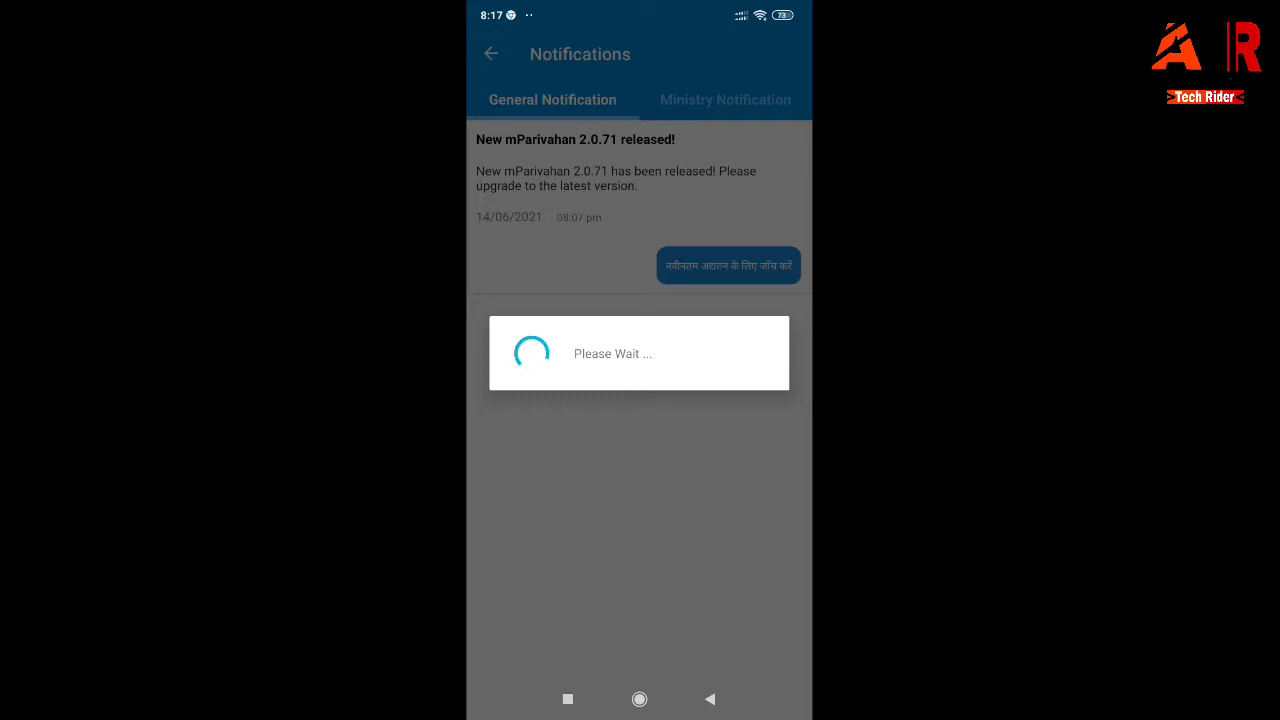 8:17
73
Notifications
General Notification
Ministry Notification
New mParivahan 2.0.71 released!
New mParivahan 2.0.71 has been released! Please
upgrade to the latest version.
14/06/2021 08:07 pm
नवीनतम अद्यतन के लिए जाँच करें
Please Wait ...
A R
Tech Rider